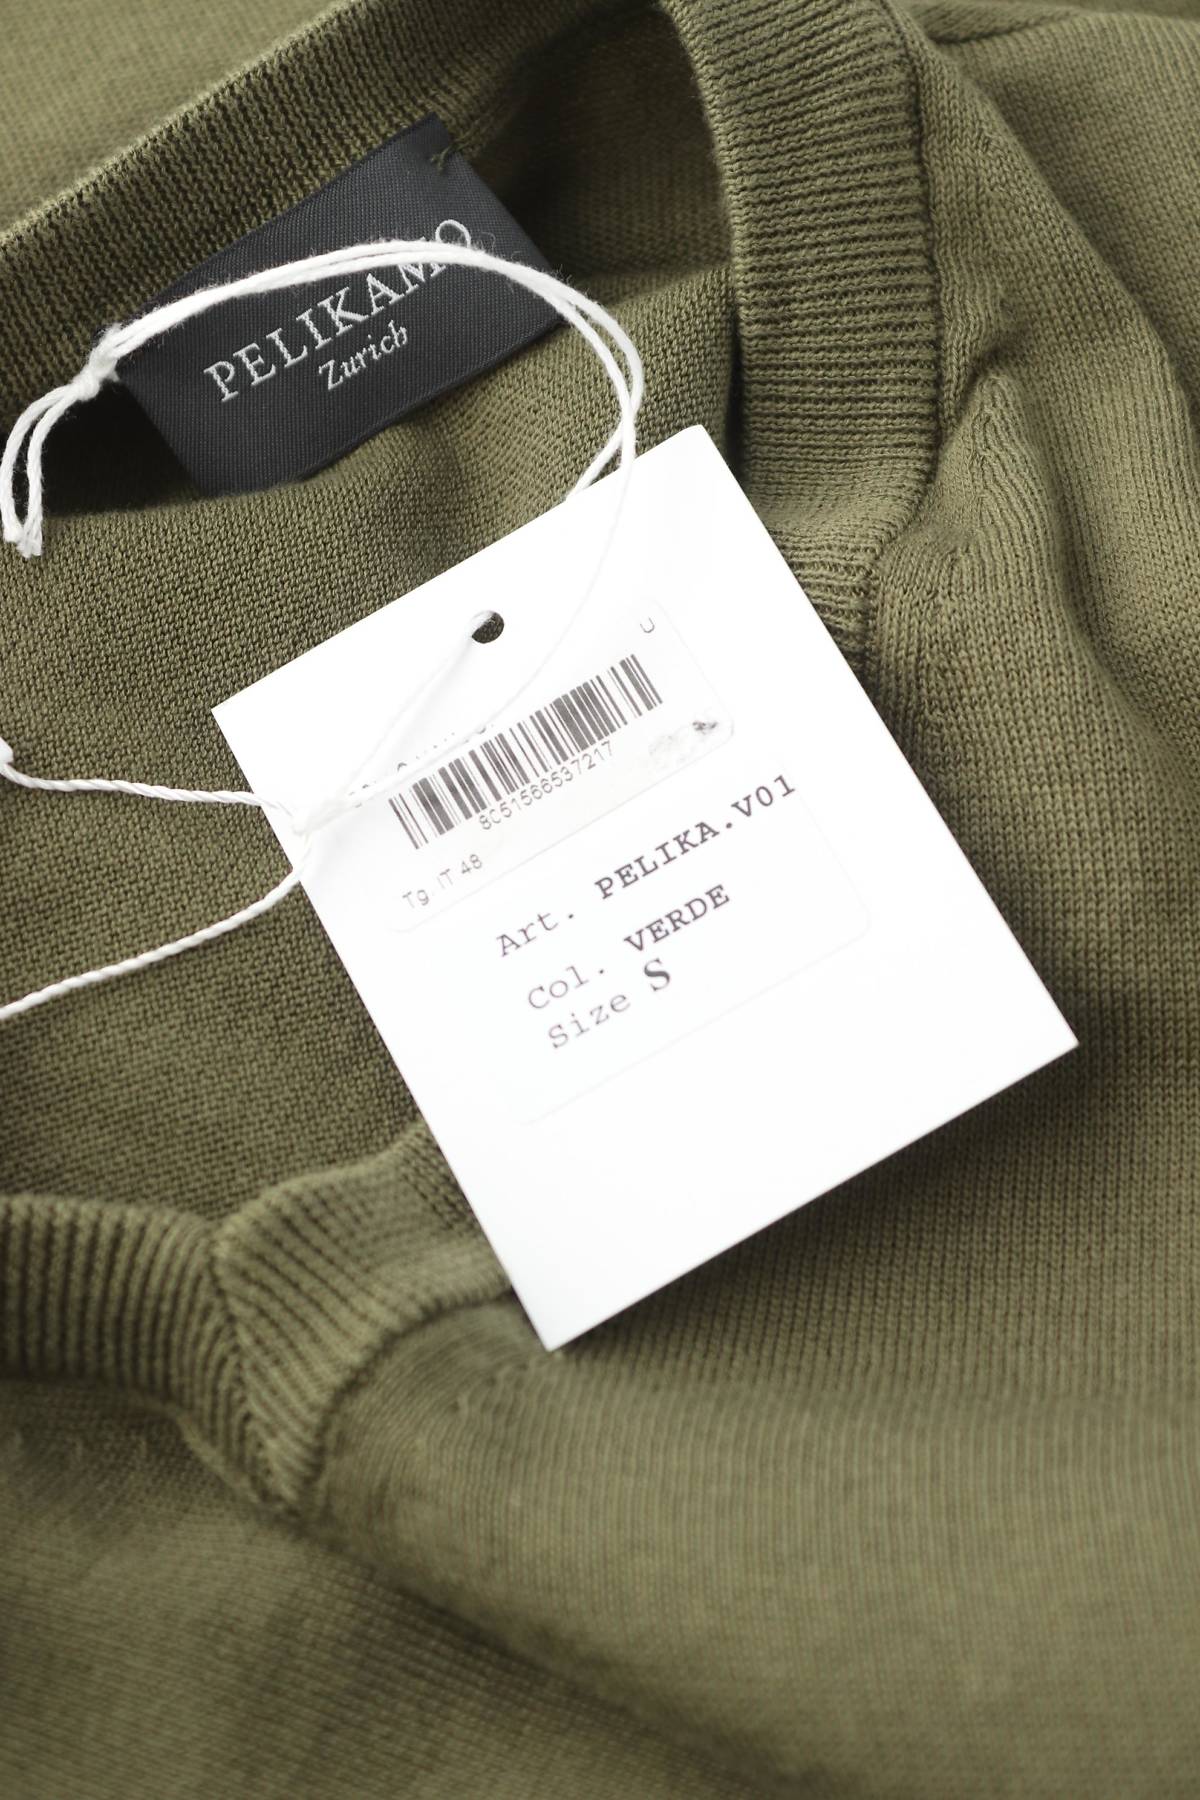 PELIKAMO
Zurich
U
8051566537217
Tg IT 48
Art. PELIKA.V01
Col. VERDE
Size S